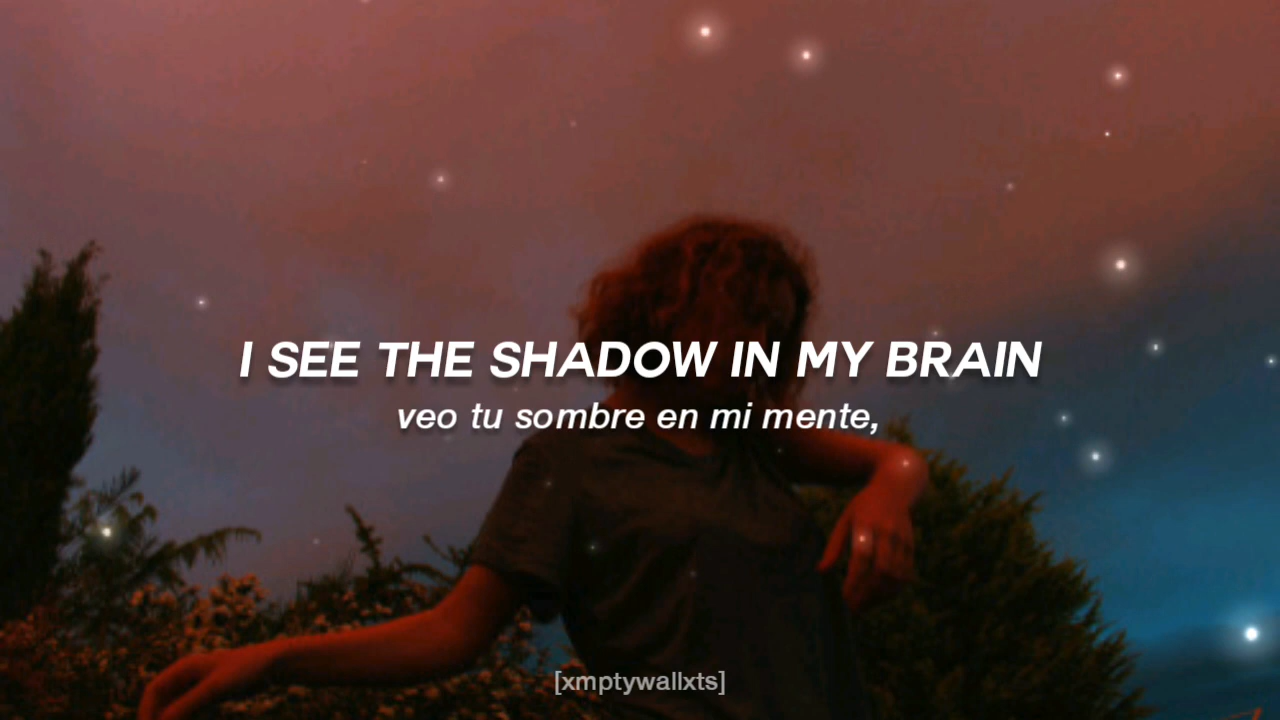 I SEE THE SHADOW IN MY BRAIN
veo tu sombre en mi mente,
[xmptywallxts]